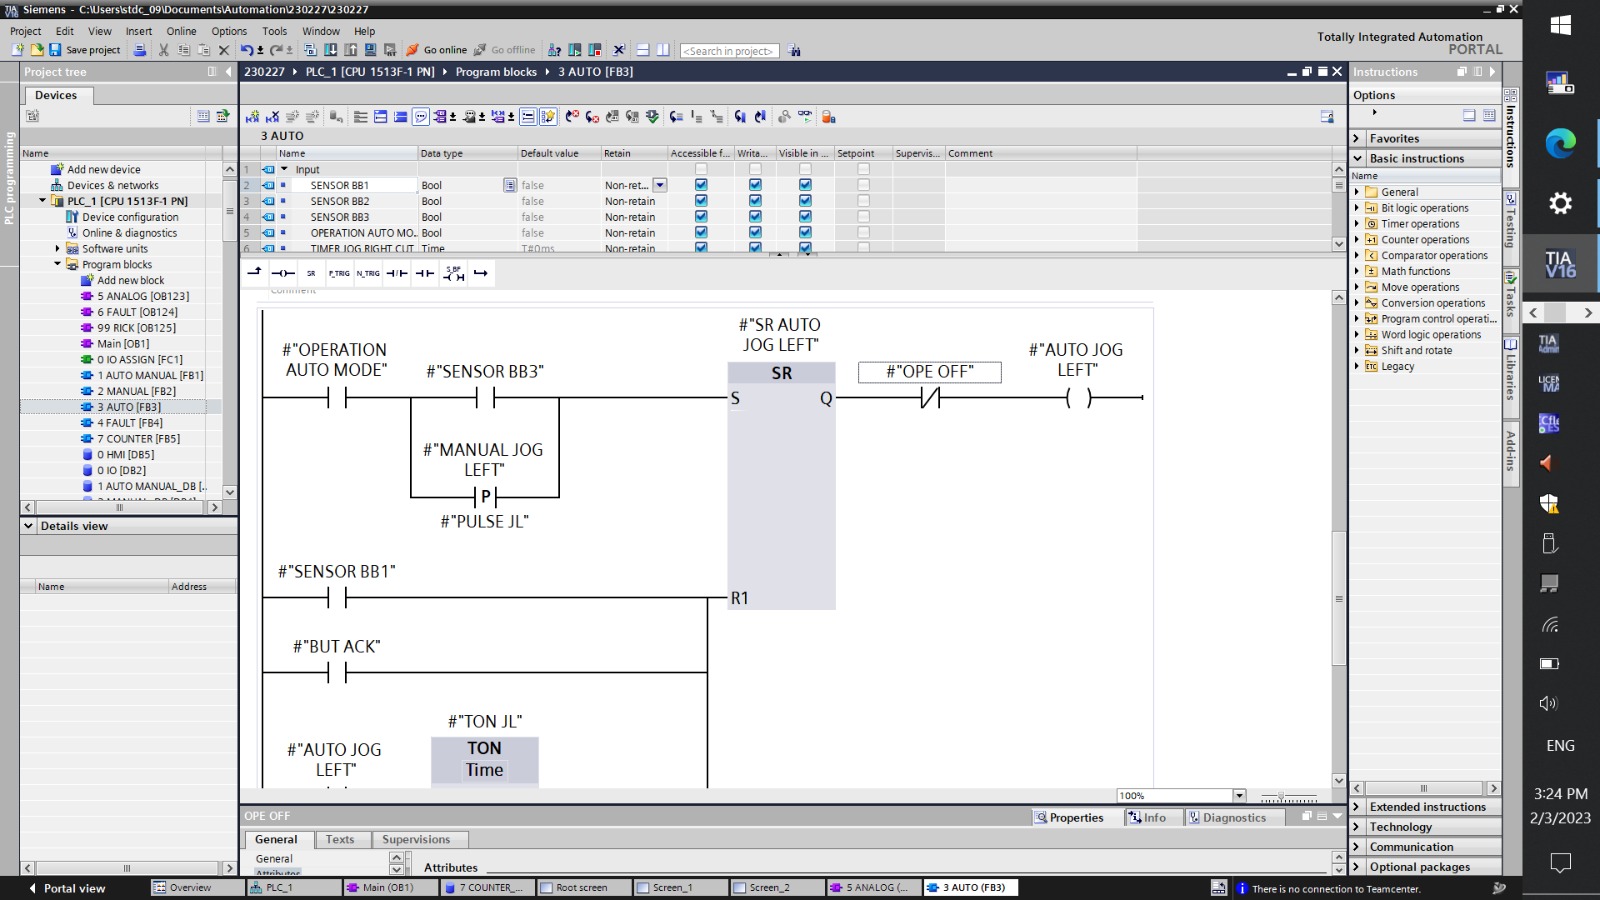 Siemens - C:\Users\stdc_09\Documents\Automation\230227\230227
Project Edit View Insert Online Options Tools Window Help
Totally Integrated Automation
PORTAL
Save project
Go online
Go offline
<Search in project>
Project tree
230227 PLC_1 [CPU 1513F-1 PN] Program blocks 3 AUTO [FB3]
Instructions
Devices
Options
PLC programming
Name
Add new device
Devices & networks
PLC_1 [CPU 1513F-1 PN]
Device configuration
Online & diagnostics
Software units
Program blocks
Add new block
5 ANALOG [OB123]
6 FAULT [OB124]
99 RICK [OB125]
Main [OB1]
0 IO ASSIGN [FC1]
1 AUTO MANUAL [FB1]
2 MANUAL [FB2]
3 AUTO [FB3]
4 FAULT [FB4]
7 COUNTER [FB5]
0 HMI [DB5]
0 IO [DB2]
1 AUTO MANUAL_DB [..
Details view
Name Address
3 AUTO
Name Data type Default value Retain Accessible f... Writa... Visible in ... Setpoint Supervis... Comment
1 Input
2 SENSOR BB1 Bool false Non-ret...
3 SENSOR BB2 Bool false Non-retain
4 SENSOR BB3 Bool false Non-retain
5 OPERATION AUTO MO.. Bool false Non-retain
6 TIMER JOG RIGHT CUT Time T#0ms Non-retain
SR P_TRIG N_TRIG
Comment
#"OPERATION
AUTO MODE"
#"SENSOR BB3"
#"MANUAL JOG
LEFT"
P
#"PULSE JL"
#"SR AUTO
JOG LEFT"
SR
S Q
R1
#"OPE OFF"
#"AUTO JOG
LEFT"
#"SENSOR BB1"
#"BUT ACK"
#"AUTO JOG
LEFT"
#"TON JL"
TON
Time
100%
OPE OFF
Properties Info Diagnostics
General Texts Supervisions
General
Attributes
Attributes
Favorites
Basic instructions
Name
General
Bit logic operations
Timer operations
Counter operations
Comparator operations
Math functions
Move operations
Conversion operations
Program control operati...
Word logic operations
Shift and rotate
Legacy
Extended instructions
Technology
Communication
Optional packages
Instructions
Testing
Tasks
Libraries
Add-ins
Portal view Overview PLC_1 Main (OB1) 7 COUNTER_... Root screen Screen_1 Screen_2 5 ANALOG (... 3 AUTO (FB3)
There is no connection to Teamcenter.
TIA
V16
ENG
3:24 PM
2/3/2023